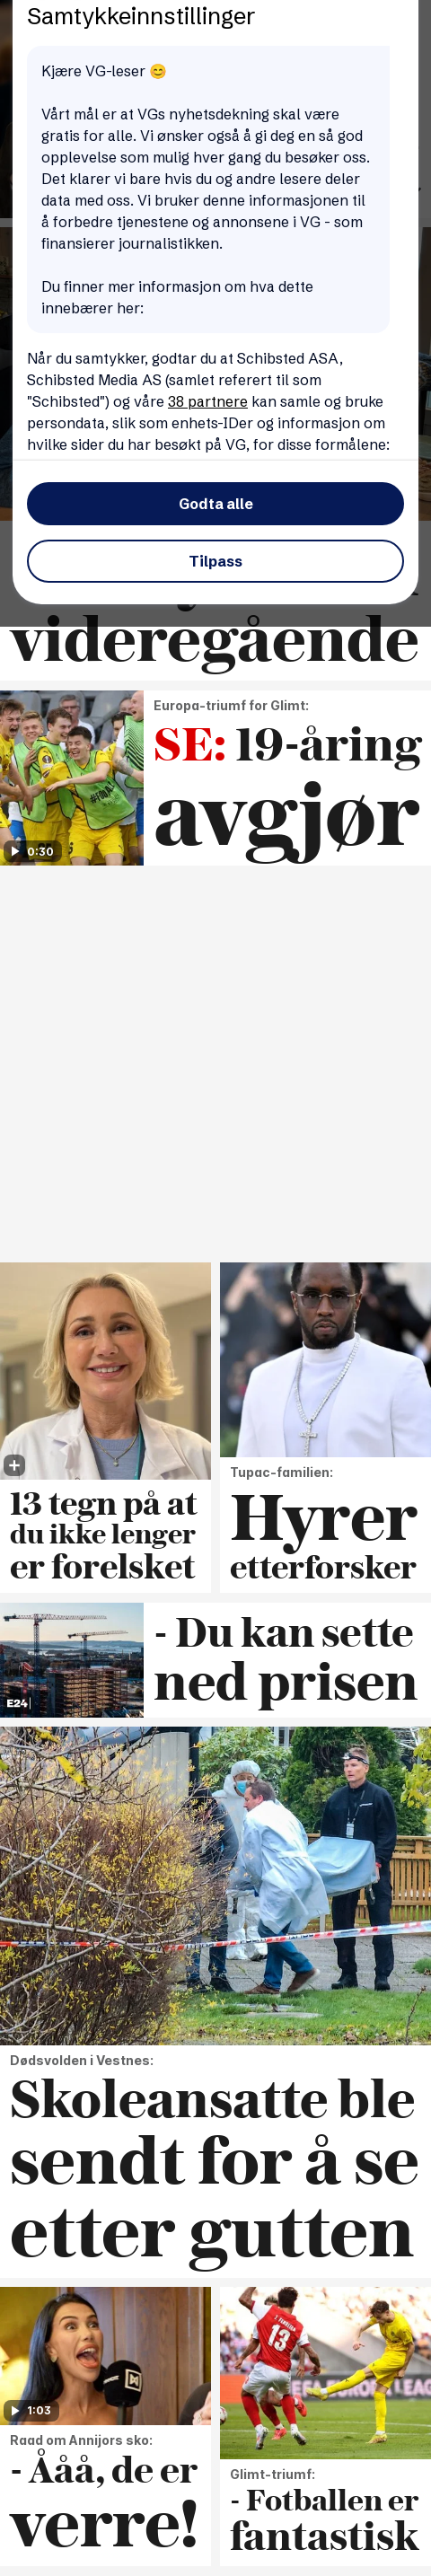 Samtykkeinnstillinger
Kjære VG-leser 😊
Vårt mål er at VGs nyhetsdekning skal være
gratis for alle. Vi ønsker også å gi deg en så god
opplevelse som mulig hver gang du besøker oss.
Det klarer vi bare hvis du og andre lesere deler
data med oss. Vi bruker denne informasjonen til
å forbedre tjenestene og annonsene i VG - som
finansierer journalistikken.
Du finner mer informasjon om hva dette
innebærer her:
Når du samtykker, godtar du at Schibsted ASA,
Schibsted Media AS (samlet referert til som
"Schibsted") og våre 38 partnere kan samle og bruke
persondata, slik som enhets-IDer og informasjon om
hvilke sider du har besøkt på VG, for disse formålene:
Godta alle
Tilpass
videregående
Europa-triumf for Glimt:
SE: 19-åring
avgjør
0:30
13 tegn på at
du ikke lenger
er forelsket
Tupac-familien:
Hyrer
etterforsker
E24
- Du kan sette
ned prisen
Dødsvolden i Vestnes:
Skoleansatte ble
sendt for å se
etter gutten
1:03
Raad om Annijors sko:
- Ååå, de er
verre!
13
Glimt-triumf:
- Fotballen er
fantastisk